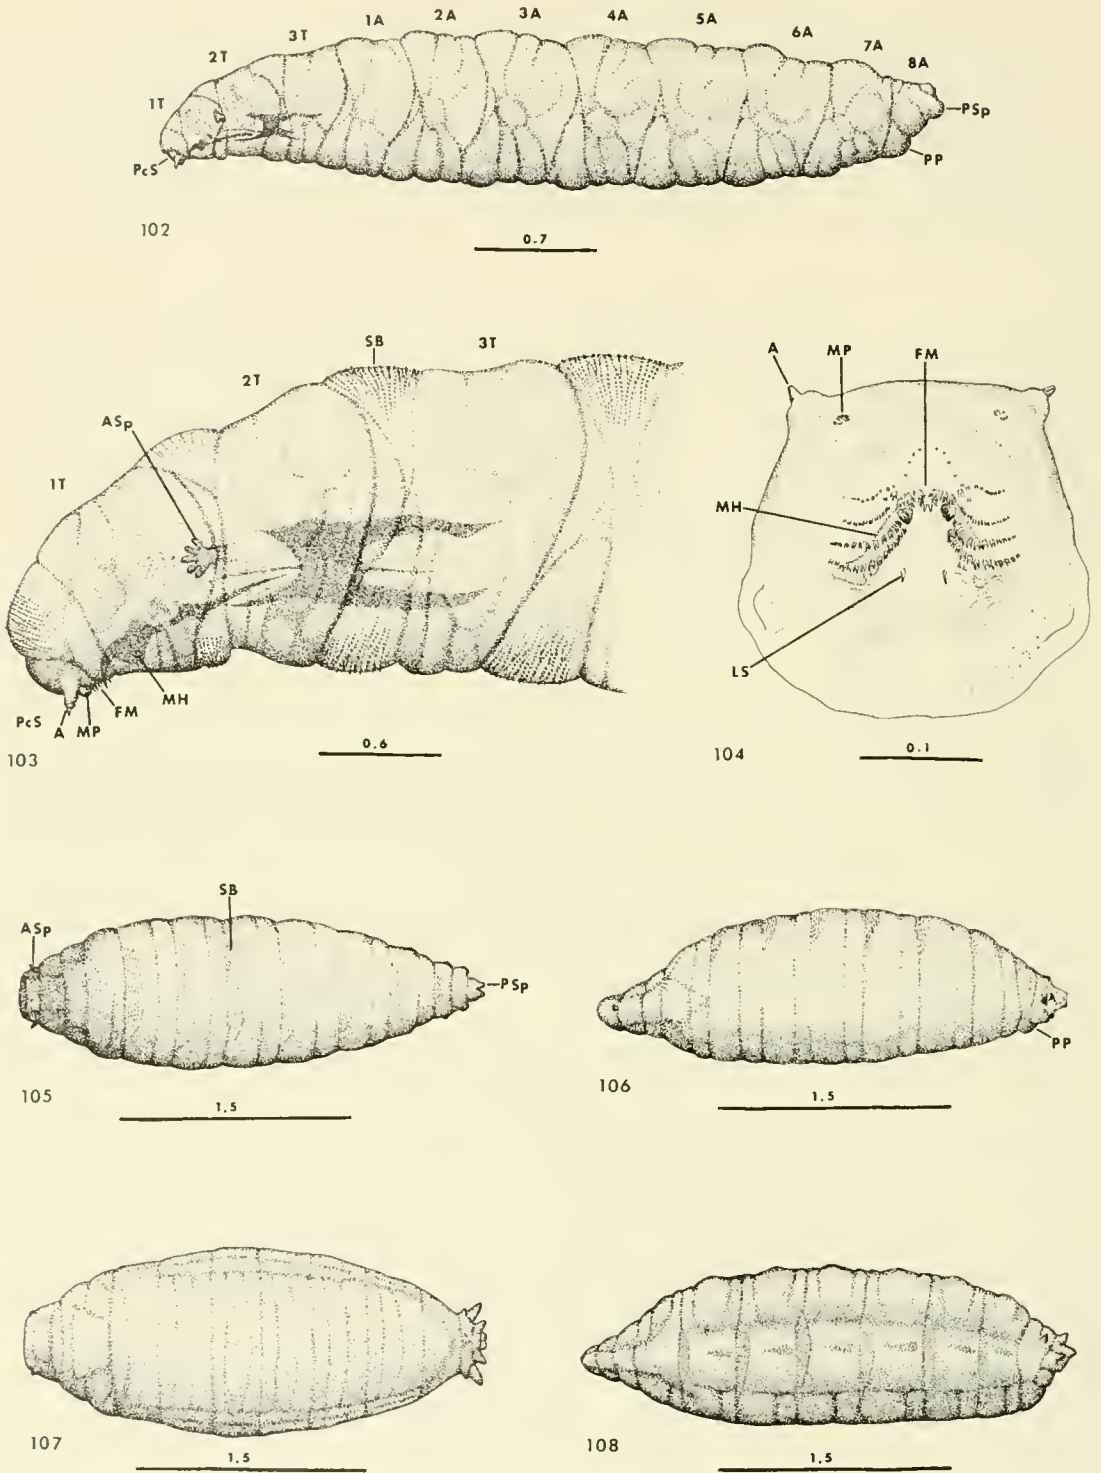 1T 2T 3T 1A 2A 3A 4A 5A 6A 7A 8A
PcS PSp
PP
102
0.7
1T 2T SB 3T
ASp
PcS A MP FM MH
103
0.6
A MP FM
MH
LS
104
0.1
ASp SB PSp
105
1.5
PP
106
1.5
107
1.5
108
1.5